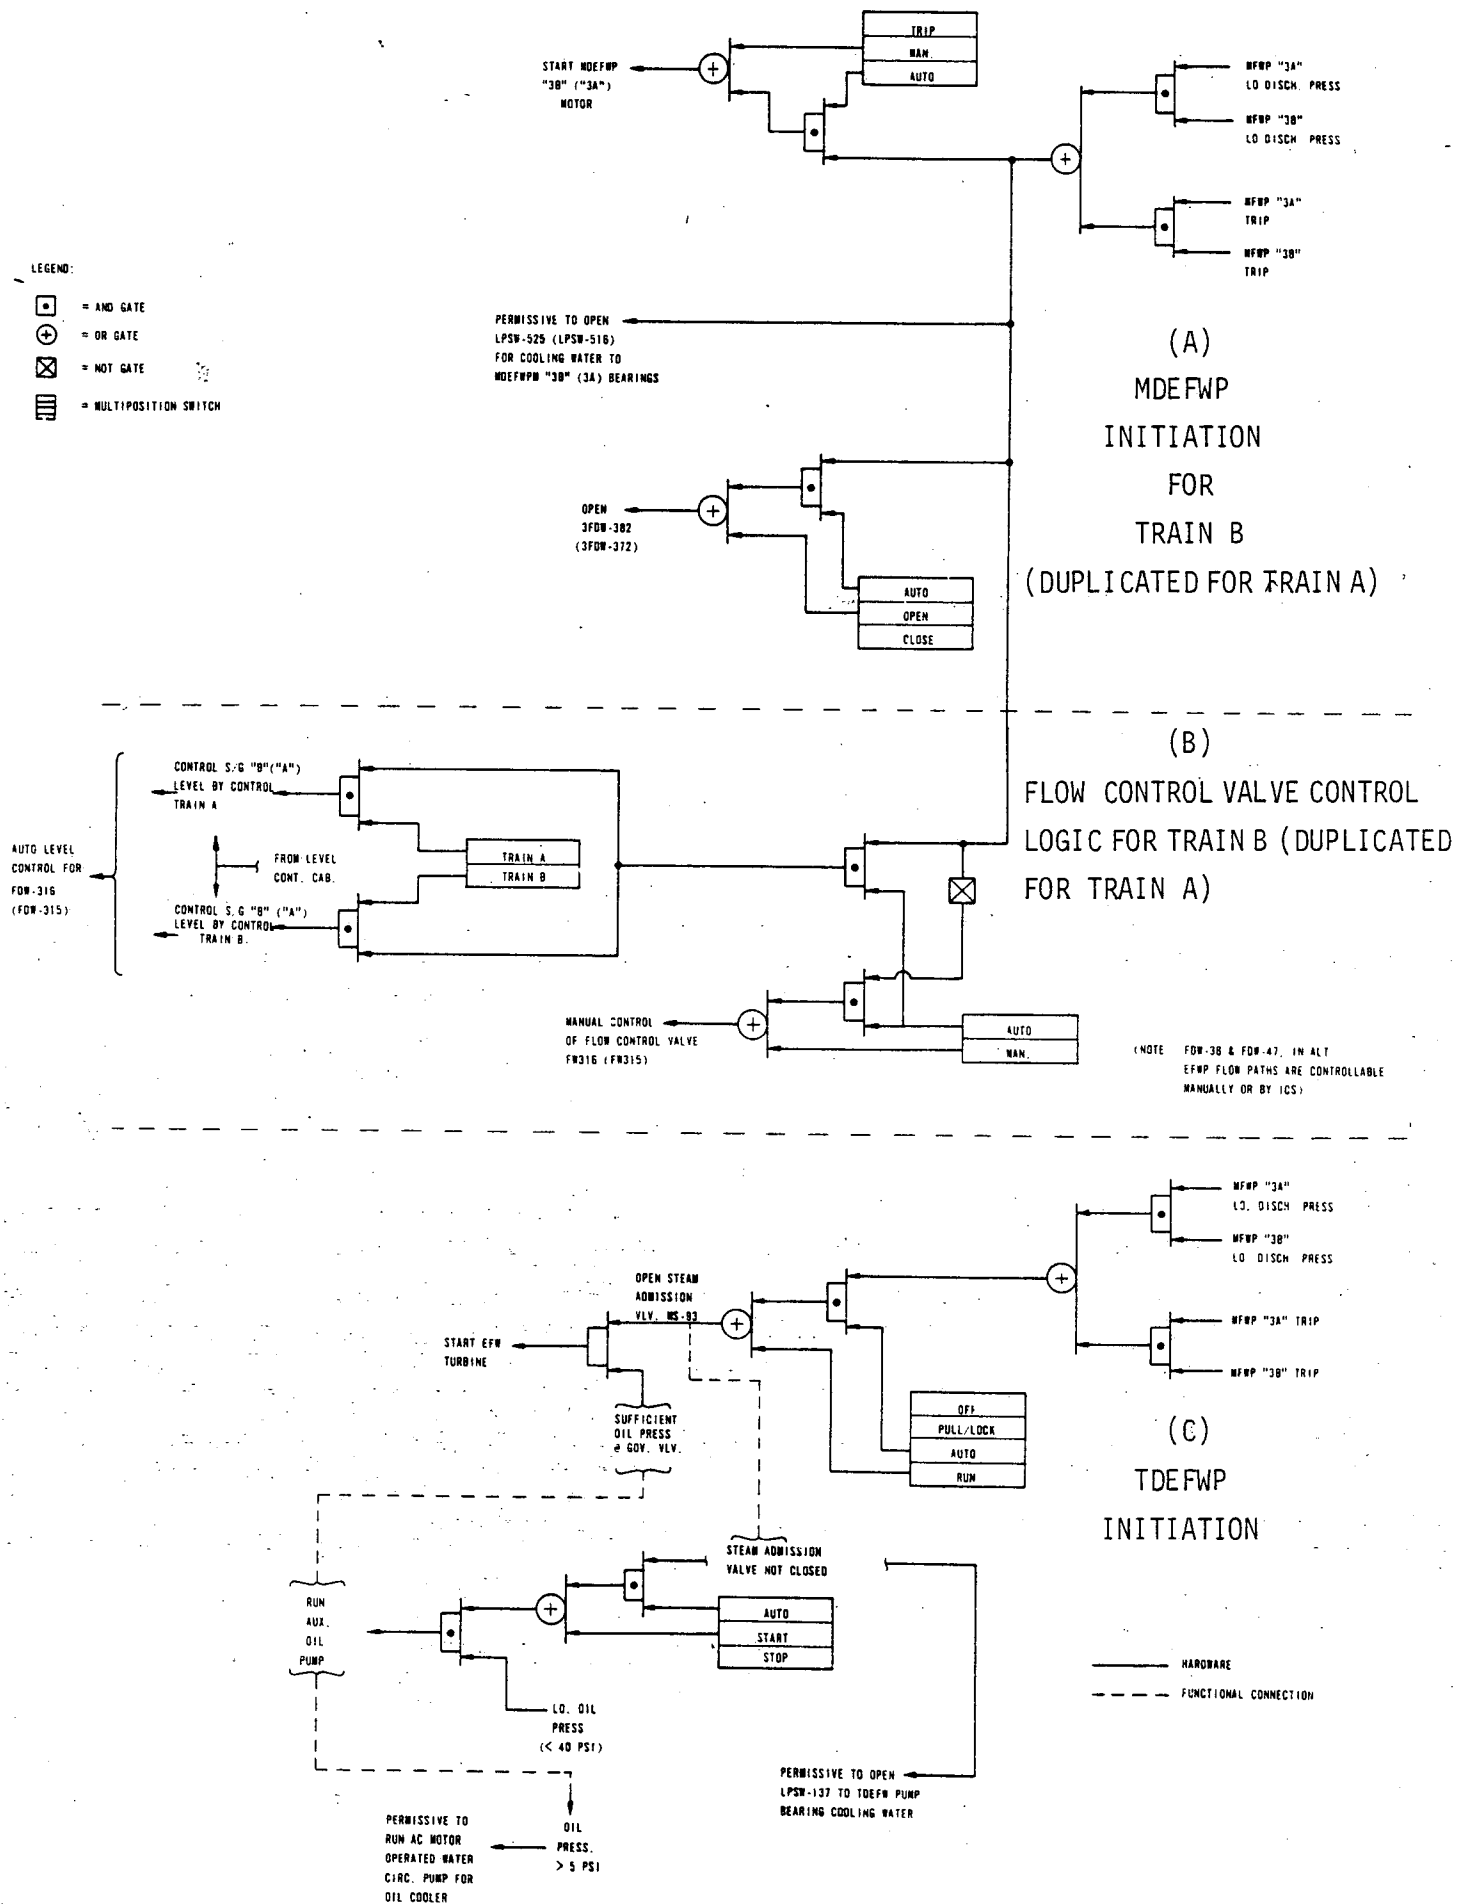 TRIP
MAN.
AUTO
START MDEFWP
"3B" ("3A")
MOTOR
MFWP "3A"
LO DISCH. PRESS
MFWP "3B"
LO DISCH PRESS
MFWP "3A"
TRIP
MFWP "3B"
TRIP
LEGEND:
= AND GATE
= OR GATE
= NOT GATE
= MULTIPOSITION SWITCH
PERMISSIVE TO OPEN
LPSW-525 (LPSW-516)
FOR COOLING WATER TO
MDEFWPM "3B" (3A) BEARINGS
(A)
MDEFWP
INITIATION
FOR
TRAIN B
(DUPLICATED FOR TRAIN A)
OPEN
3FDW-382
(3FDW-372)
AUTO
OPEN
CLOSE
(B)
FLOW CONTROL VALVE CONTROL
LOGIC FOR TRAIN B (DUPLICATED
FOR TRAIN A)
CONTROL S.G "B" ("A")
LEVEL BY CONTROL
TRAIN A
AUTO LEVEL
CONTROL FOR
FDW-316
(FDW-315)
FROM LEVEL
CONT. CAB.
TRAIN A
TRAIN B
CONTROL S.G "B" ("A")
LEVEL BY CONTROL
TRAIN B.
MANUAL CONTROL
OF FLOW CONTROL VALVE
FW316 (FW315)
AUTO
MAN.
(NOTE FDW-38 & FDW-47, IN ALT
EFWP FLOW PATHS ARE CONTROLLABLE
MANUALLY OR BY ICS)
MFWP "3A"
LO. DISCH PRESS
MFWP "3B"
LO DISCH PRESS
MFWP "3A" TRIP
MFWP "3B" TRIP
OPEN STEAM
ADMISSION
VLV. MS-93
START EFW
TURBINE
SUFFICIENT
OIL PRESS
@ GOV. VLV.
OFF
PULL/LOCK
AUTO
RUN
(C)
TDEFWP
INITIATION
STEAM ADMISSION
VALVE NOT CLOSED
AUTO
START
STOP
RUN
AUX.
OIL
PUMP
LO. OIL
PRESS
(< 40 PSI)
HARDWARE
FUNCTIONAL CONNECTION
PERMISSIVE TO OPEN
LPSW-137 TO TDEFW PUMP
BEARING COOLING WATER
PERMISSIVE TO
RUN AC MOTOR
OPERATED WATER
CIRC. PUMP FOR
OIL COOLER
OIL
PRESS.
> 5 PSI